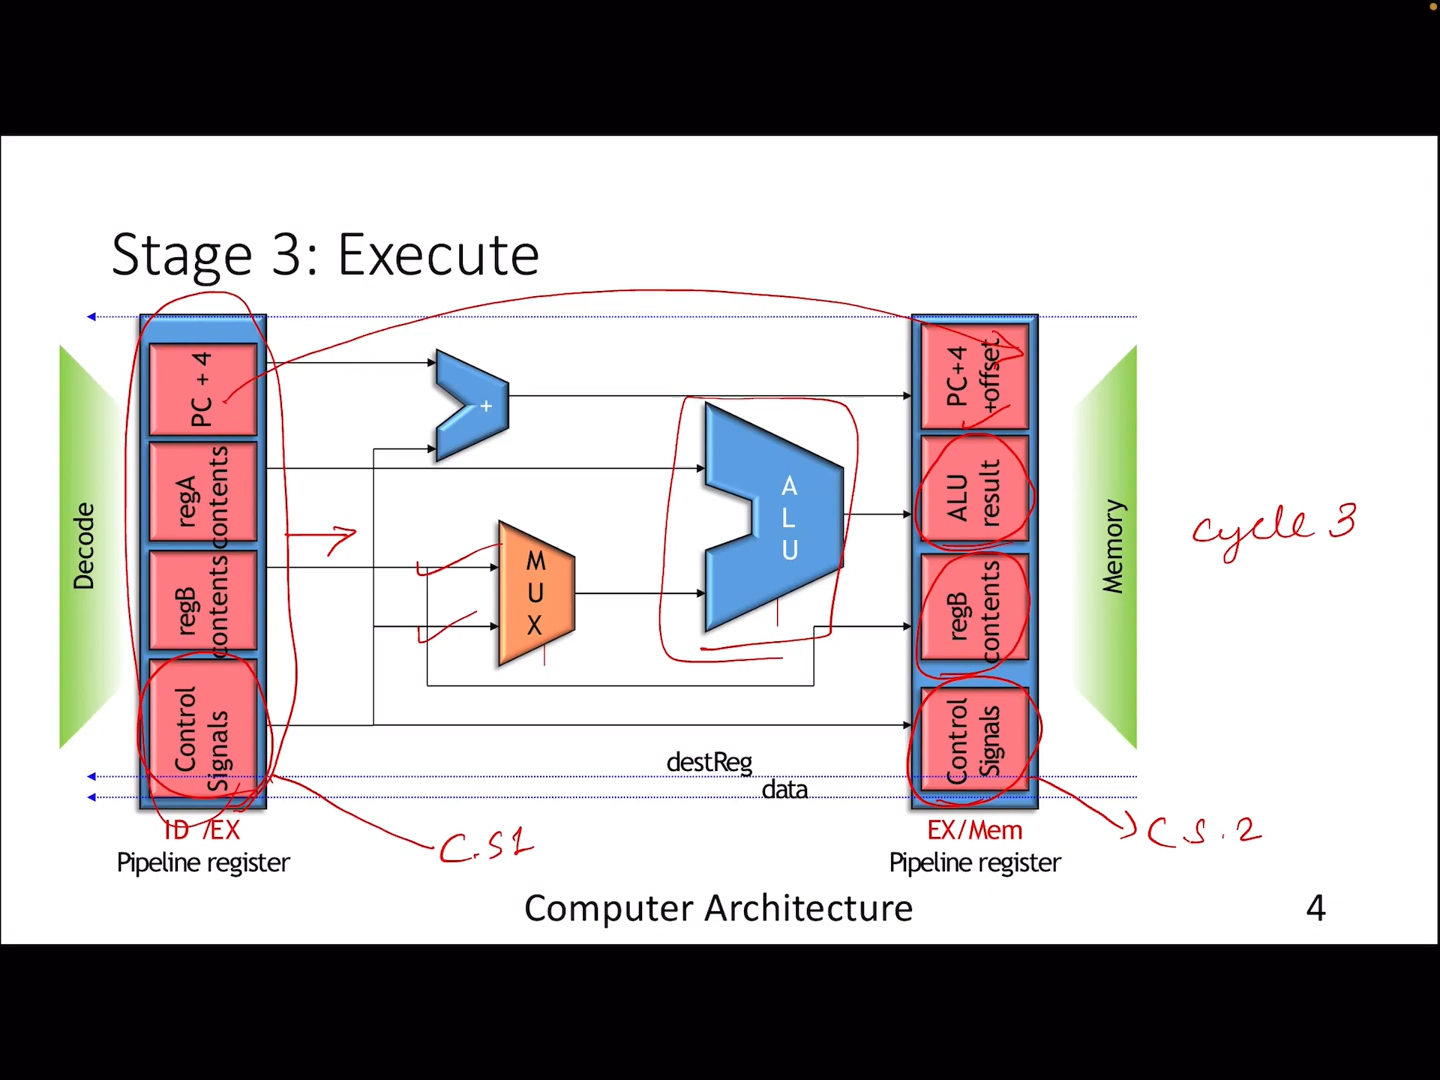 Stage 3: Execute
Decode
PC + 4
regA
contents
regB
contents
Control
Signals
+
M
U
X
A
L
U
PC+4
+offset
ALU
result
regB
contents
Control
Signals
Memory
cycle 3
destReg
data
ID /EX
Pipeline register
C.S1
EX/Mem
Pipeline register
C.S.2
Computer Architecture
4